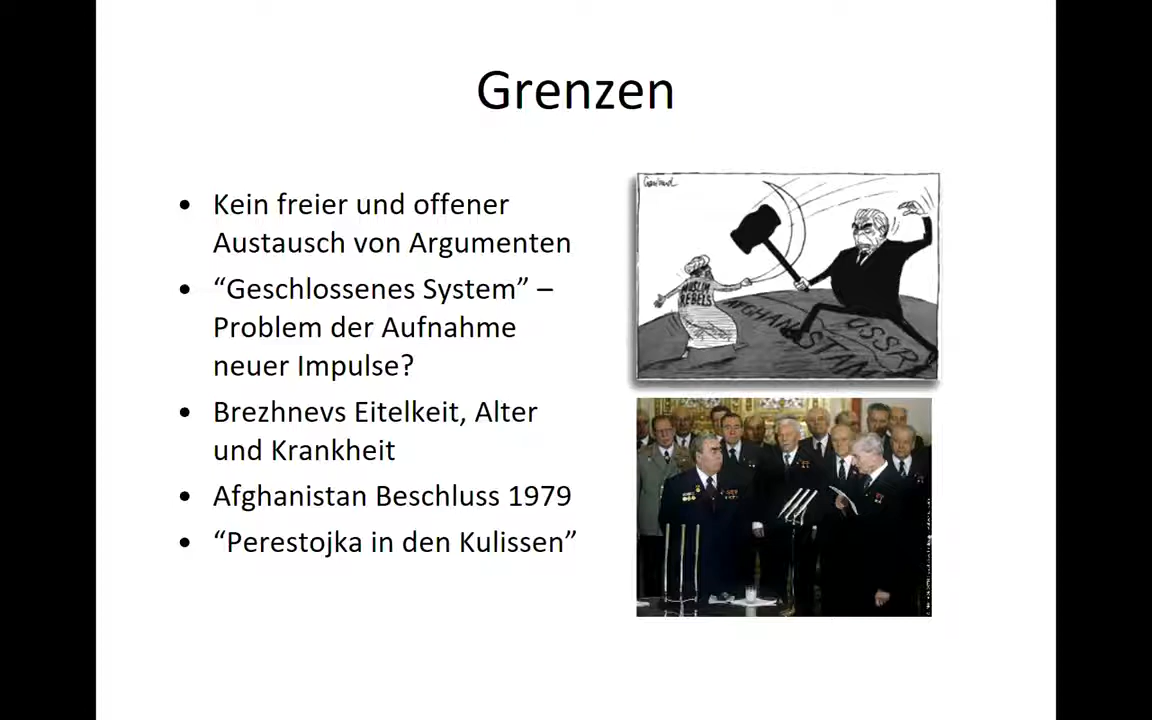 Grenzen
• Kein freier und offener
Austausch von Argumenten
• “Geschlossenes System” –
Problem der Aufnahme
neuer Impulse?
• Brezhnevs Eitelkeit, Alter
und Krankheit
• Afghanistan Beschluss 1979
• “Perestojka in den Kulissen”
MUSLIM
REBELS
AFGHANISTAN
USSR